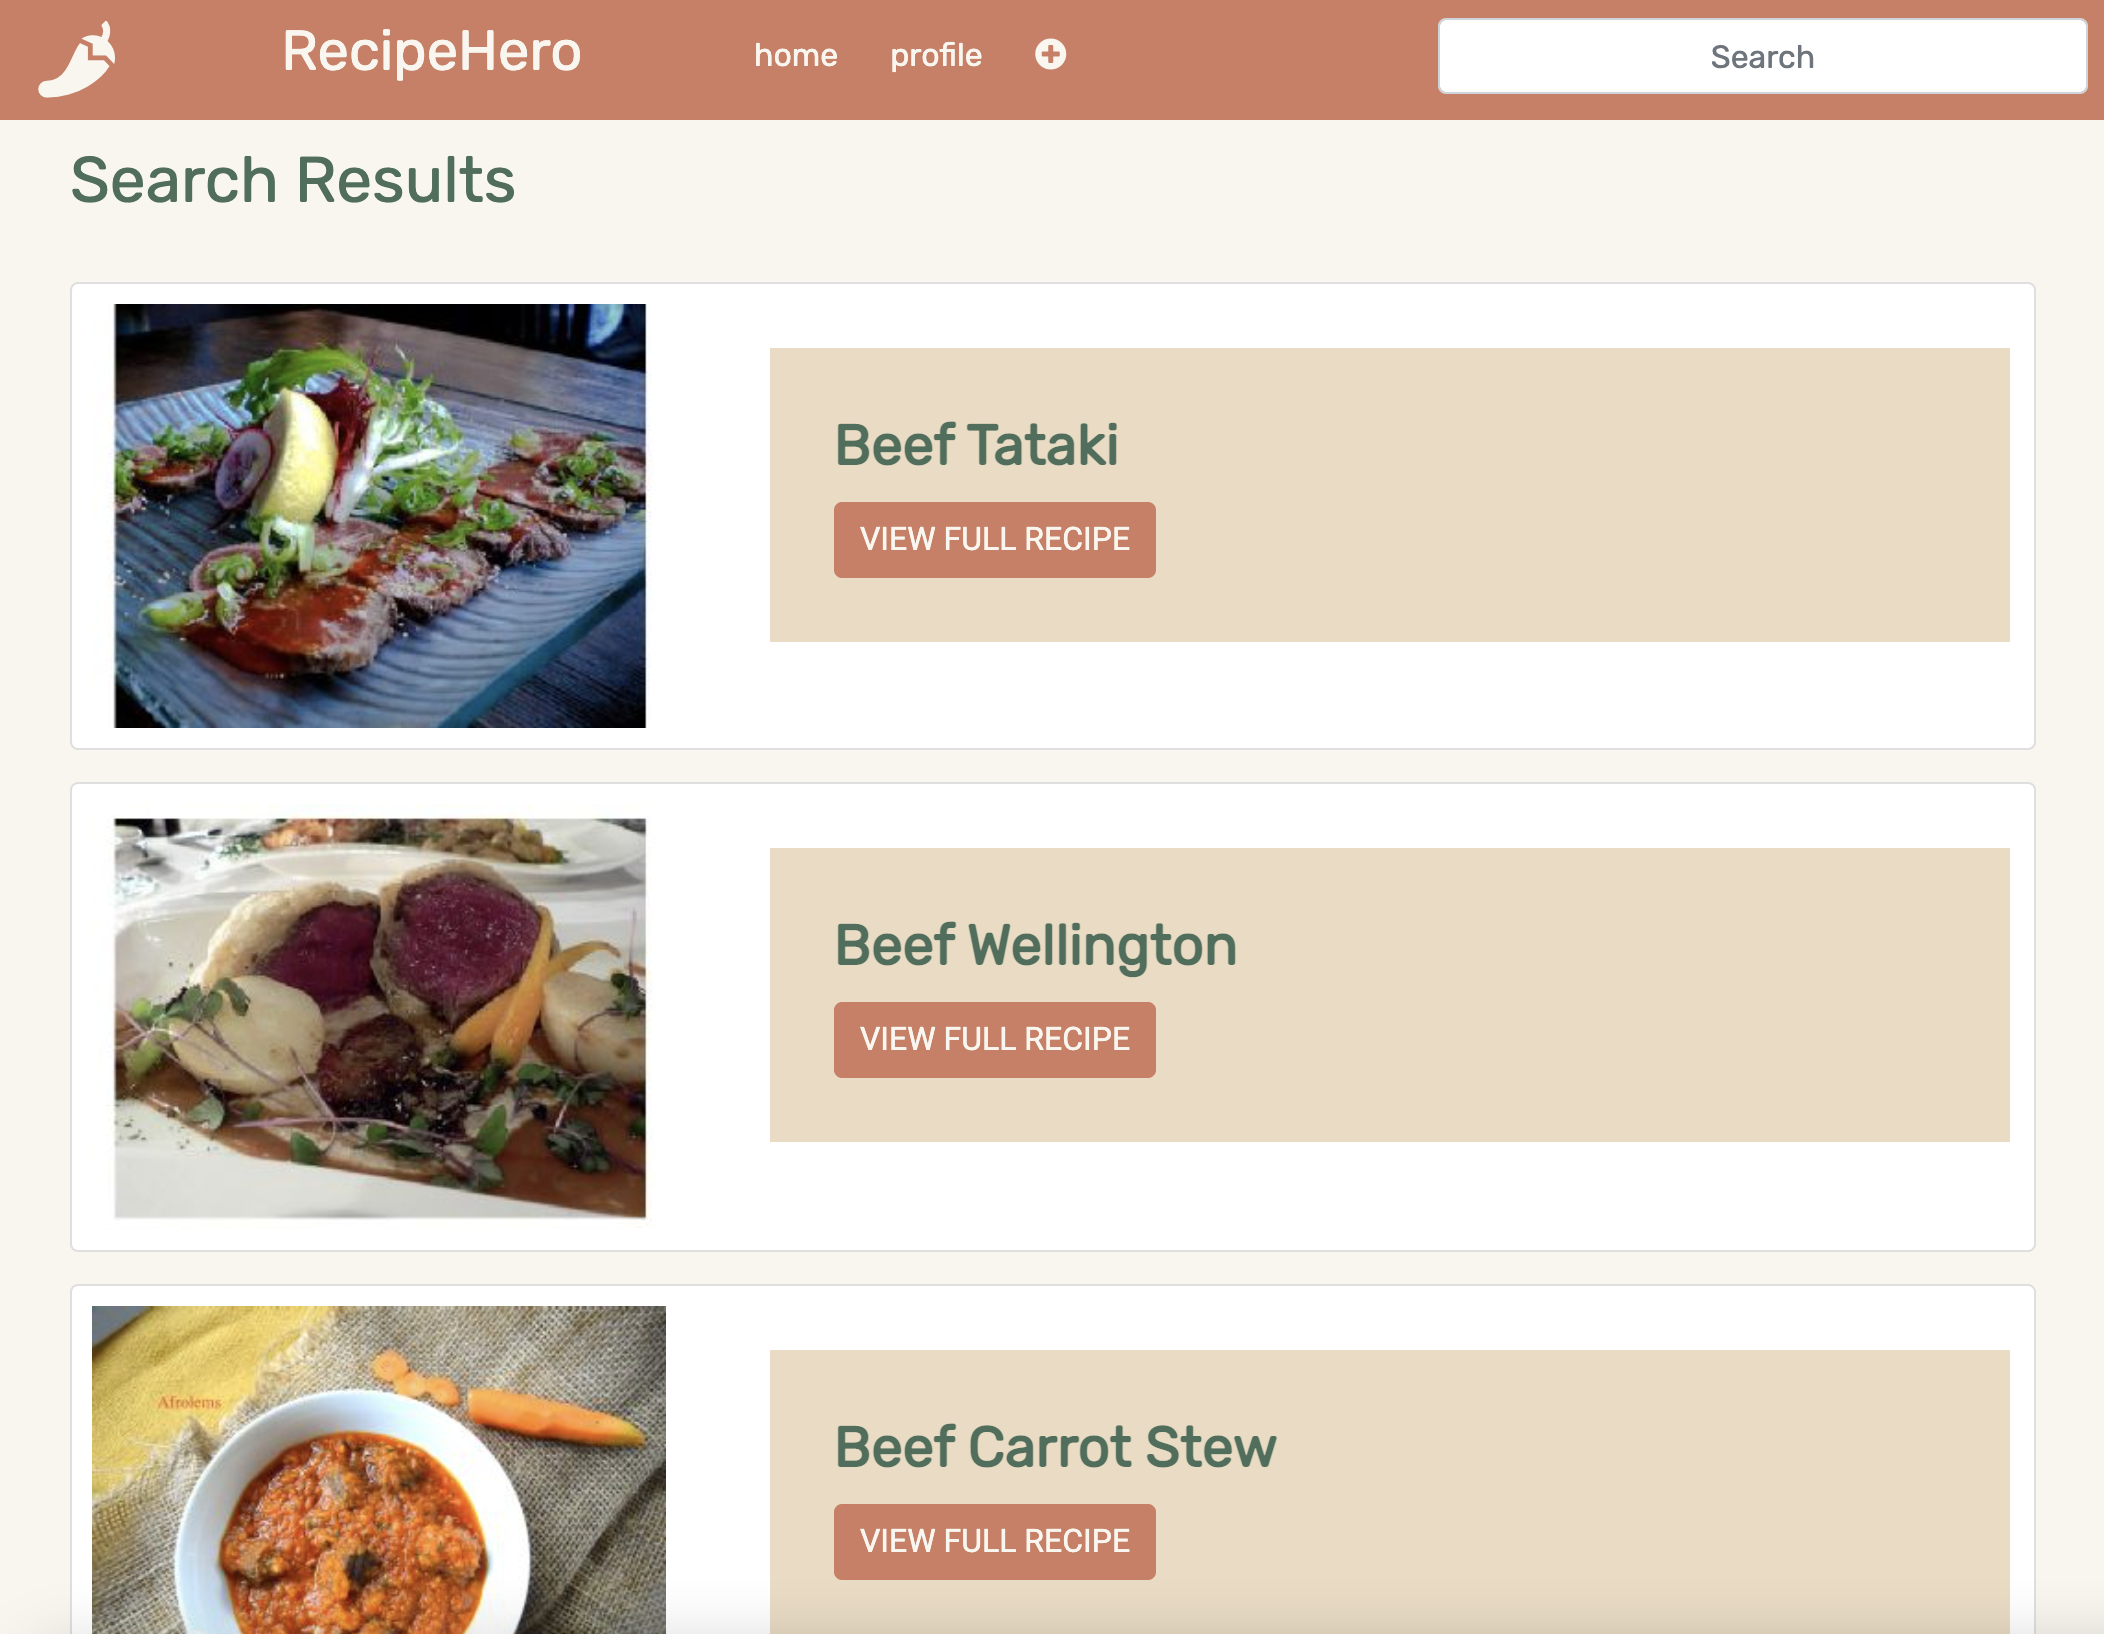 RecipeHero
home profile
Search
Search Results
Beef Tataki
VIEW FULL RECIPE
Beef Wellington
VIEW FULL RECIPE
Afrolems
Beef Carrot Stew
VIEW FULL RECIPE